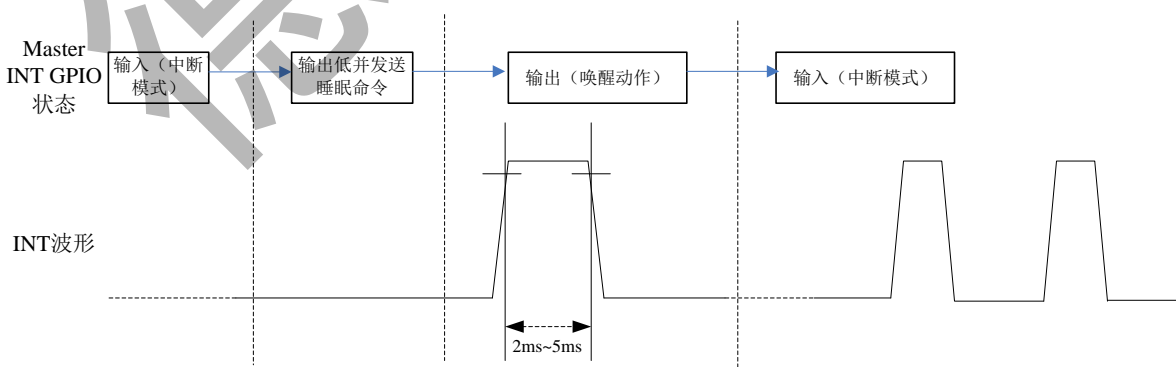 Master
INT GPIO
状态
输入（中断
模式）
输出低并发送
睡眠命令
输出（唤醒动作）
输入（中断模式）
INT波形
2ms~5ms